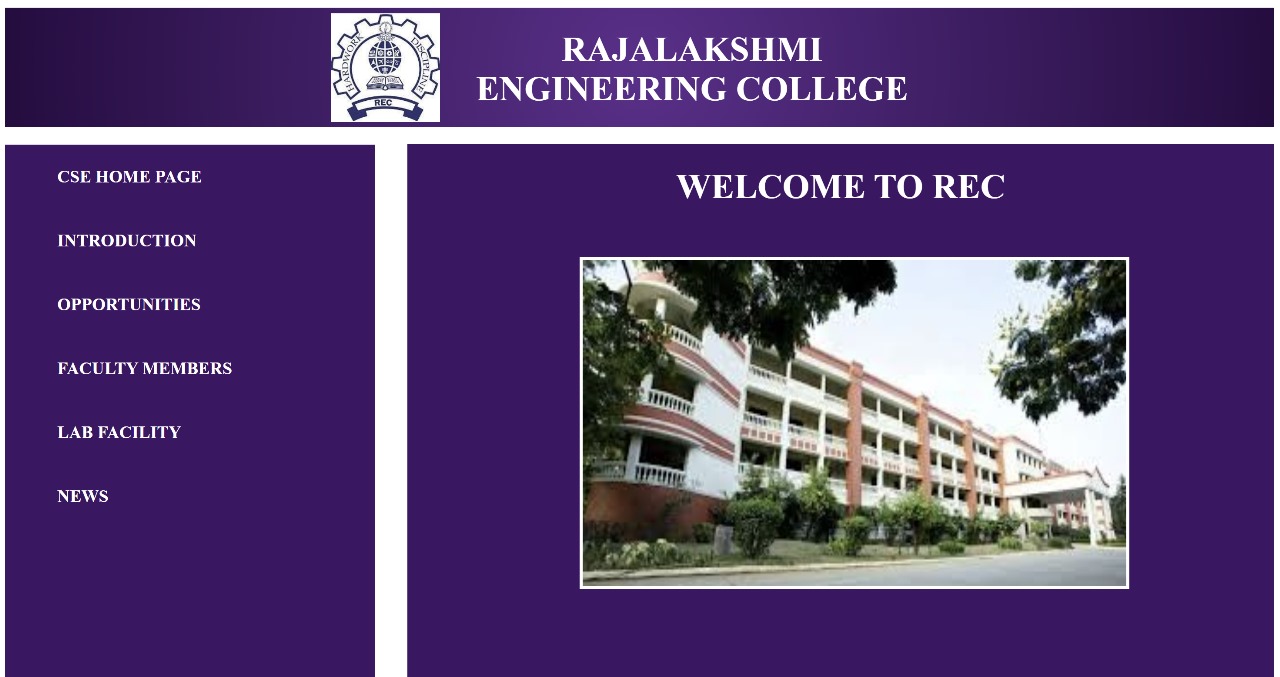 HARDWORK
DISCIPLINE
REC
RAJALAKSHMI
ENGINEERING COLLEGE
CSE HOME PAGE
INTRODUCTION
OPPORTUNITIES
FACULTY MEMBERS
LAB FACILITY
NEWS
WELCOME TO REC